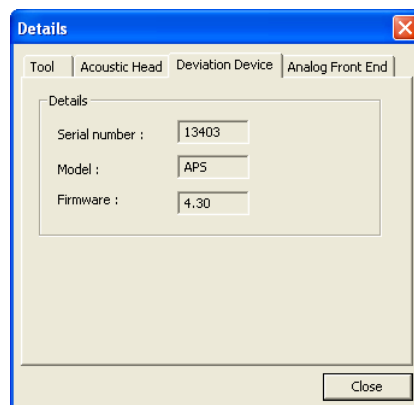 Details
Tool Acoustic Head Deviation Device Analog Front End
Details
Serial number : 13403
Model : APS
Firmware : 4.30
Close